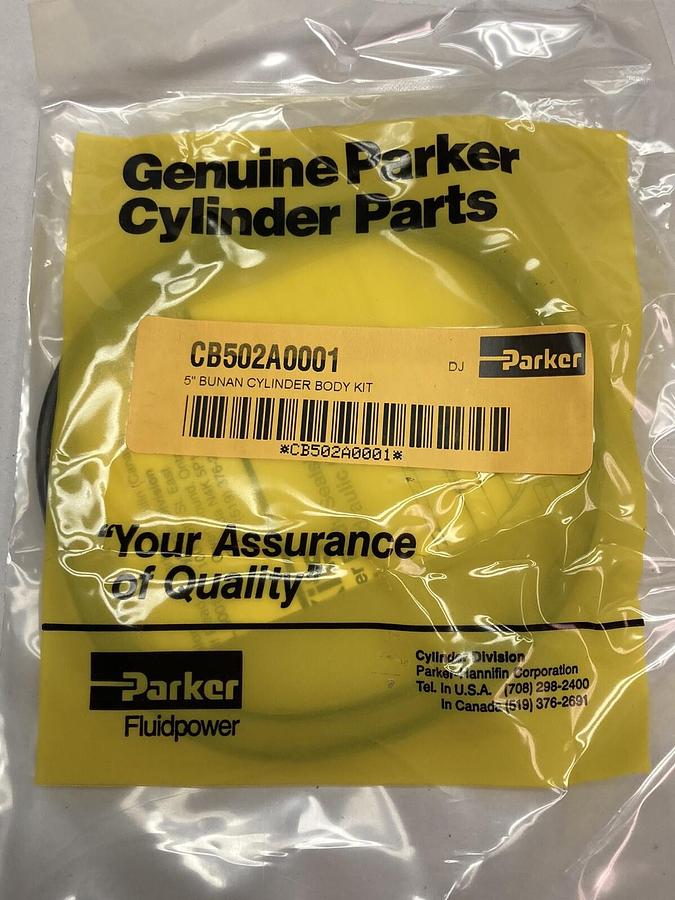 Genuine Parker
Cylinder Parts
CB502A0001
DJ
Parker
5" BUNAN CYLINDER BODY KIT
*CB502A0001*
"Your Assurance
of Quality"
Parker
Fluidpower
Cylinder Division
Parker Hannifin Corporation
Tel. In U.S.A. (708) 298-2400
In Canada (519) 376-2691